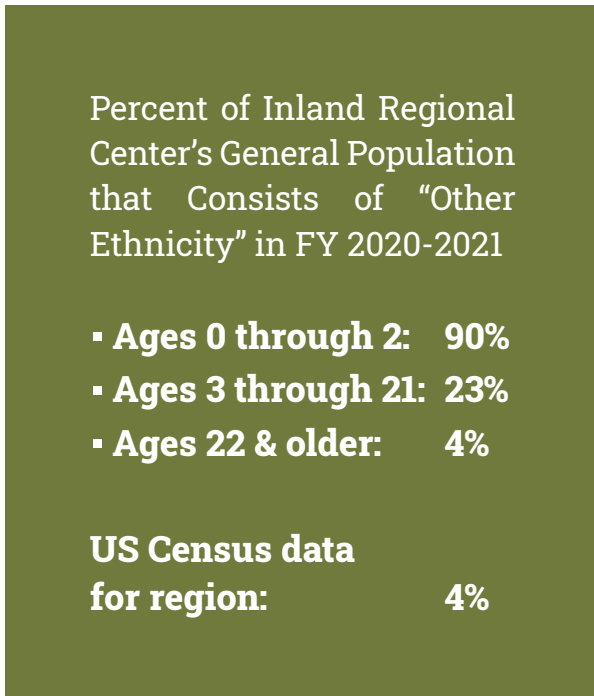 Percent of Inland Regional
Center’s General Population
that Consists of “Other
Ethnicity” in FY 2020-2021
▪ Ages 0 through 2: 90%
▪ Ages 3 through 21: 23%
▪ Ages 22 & older: 4%
US Census data
for region: 4%